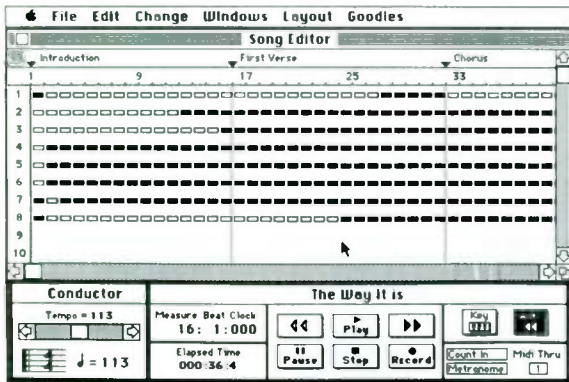 File Edit Change Windows Layout Goodies
Song Editor
Introduction First Verse Chorus
1 9 17 25 33
1
2
3
4
5
6
7
8
9
10
Conductor The Way It is
Tempo = 113
= 113
Measure Beat Clock
16: 1:000
Elapsed Time
000:36:4
Play
Pause Stop Record
Key
Count In
Metronome
Midi Thru
1